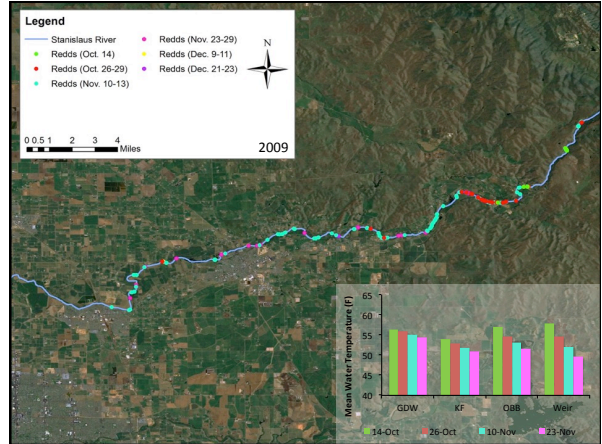 Legend
Stanislaus River
Redds (Oct. 14)
Redds (Oct. 26-29)
Redds (Nov. 10-13)
Redds (Nov. 23-29)
Redds (Dec. 9-11)
Redds (Dec. 21-23)
N
0 0.5 1 2 3 4
Miles
2009
Mean Water Temperature (F)
65
60
55
50
45
40
GDW KF OBB Weir
14-Oct 26-Oct 10-Nov 23-Nov